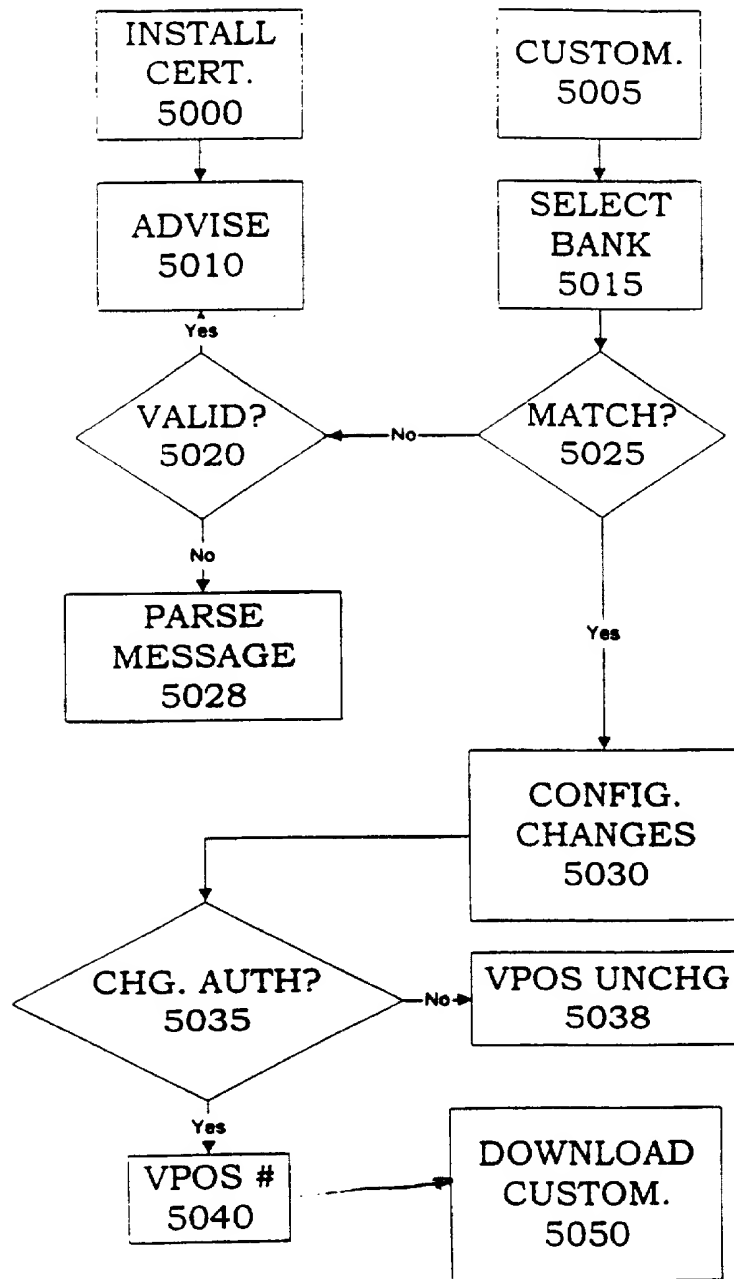 INSTALL
CERT.
5000
CUSTOM.
5005
ADVISE
5010
SELECT
BANK
5015
Yes
VALID?
5020
No
MATCH?
5025
No
PARSE
MESSAGE
5028
Yes
CONFIG.
CHANGES
5030
CHG. AUTH?
5035
No
VPOS UNCHG
5038
Yes
VPOS #
5040
DOWNLOAD
CUSTOM.
5050